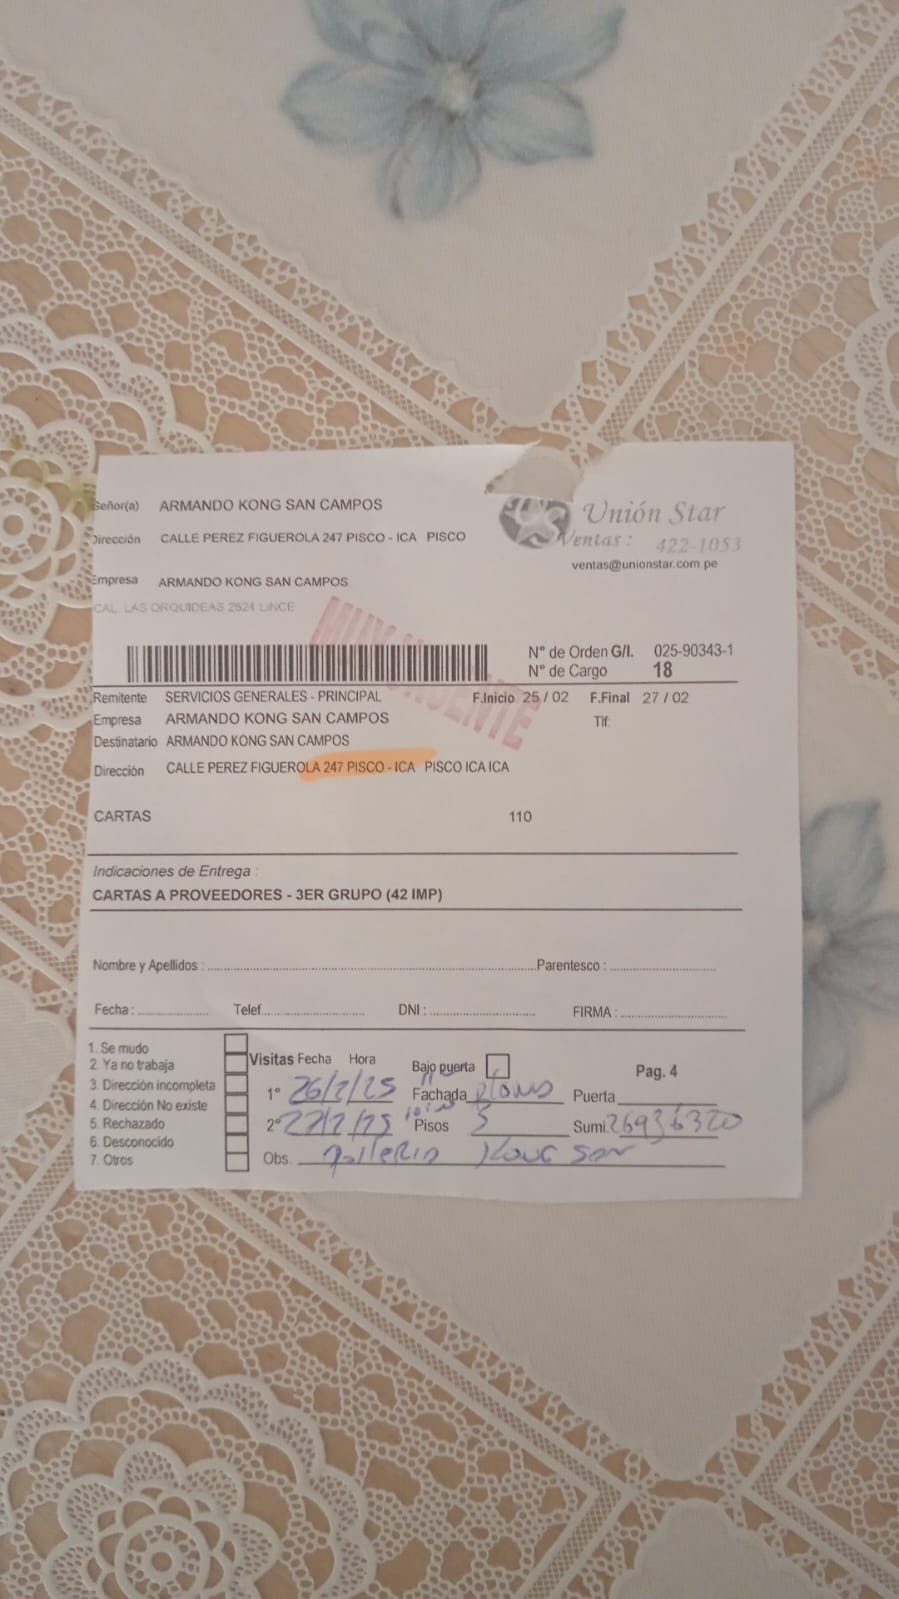 Señor(a) ARMANDO KONG SAN CAMPOS
Dirección CALLE PEREZ FIGUEROLA 247 PISCO - ICA PISCO
Empresa ARMANDO KONG SAN CAMPOS
CAL. LAS ORQUIDEAS 2624 LINCE
Unión Star
Ventas : 422-1053
ventas@unionstar.com.pe
MUY URGENTE
N° de Orden G/I. 025-90343-1
N° de Cargo 18
Remitente SERVICIOS GENERALES - PRINCIPAL F.Inicio 25 / 02 F.Final 27 / 02
Empresa ARMANDO KONG SAN CAMPOS Tlf:
Destinatario ARMANDO KONG SAN CAMPOS
Dirección CALLE PEREZ FIGUEROLA 247 PISCO - ICA PISCO ICA ICA
CARTAS 110
Indicaciones de Entrega :
CARTAS A PROVEEDORES - 3ER GRUPO (42 IMP)
Nombre y Apellidos : Parentesco :
Fecha : Telef. DNI : FIRMA :
1. Se mudo
2. Ya no trabaja
3. Dirección incompleta
4. Dirección No existe
5. Rechazado
6. Desconocido
7. Otros
Visitas Fecha Hora Bajo puerta Pag. 4
1° 26/2/25 Fachada Puerta
2° 27/2/25 Pisos 5 Sumi. 26936320
Obs. Kong San